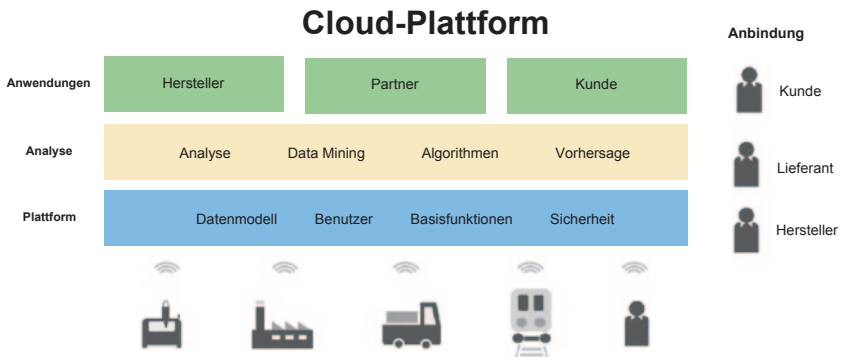 Cloud-Plattform
Anbindung
Anwendungen Hersteller Partner Kunde
Kunde
Analyse Analyse Data Mining Algorithmen Vorhersage
Lieferant
Plattform Datenmodell Benutzer Basisfunktionen Sicherheit
Hersteller